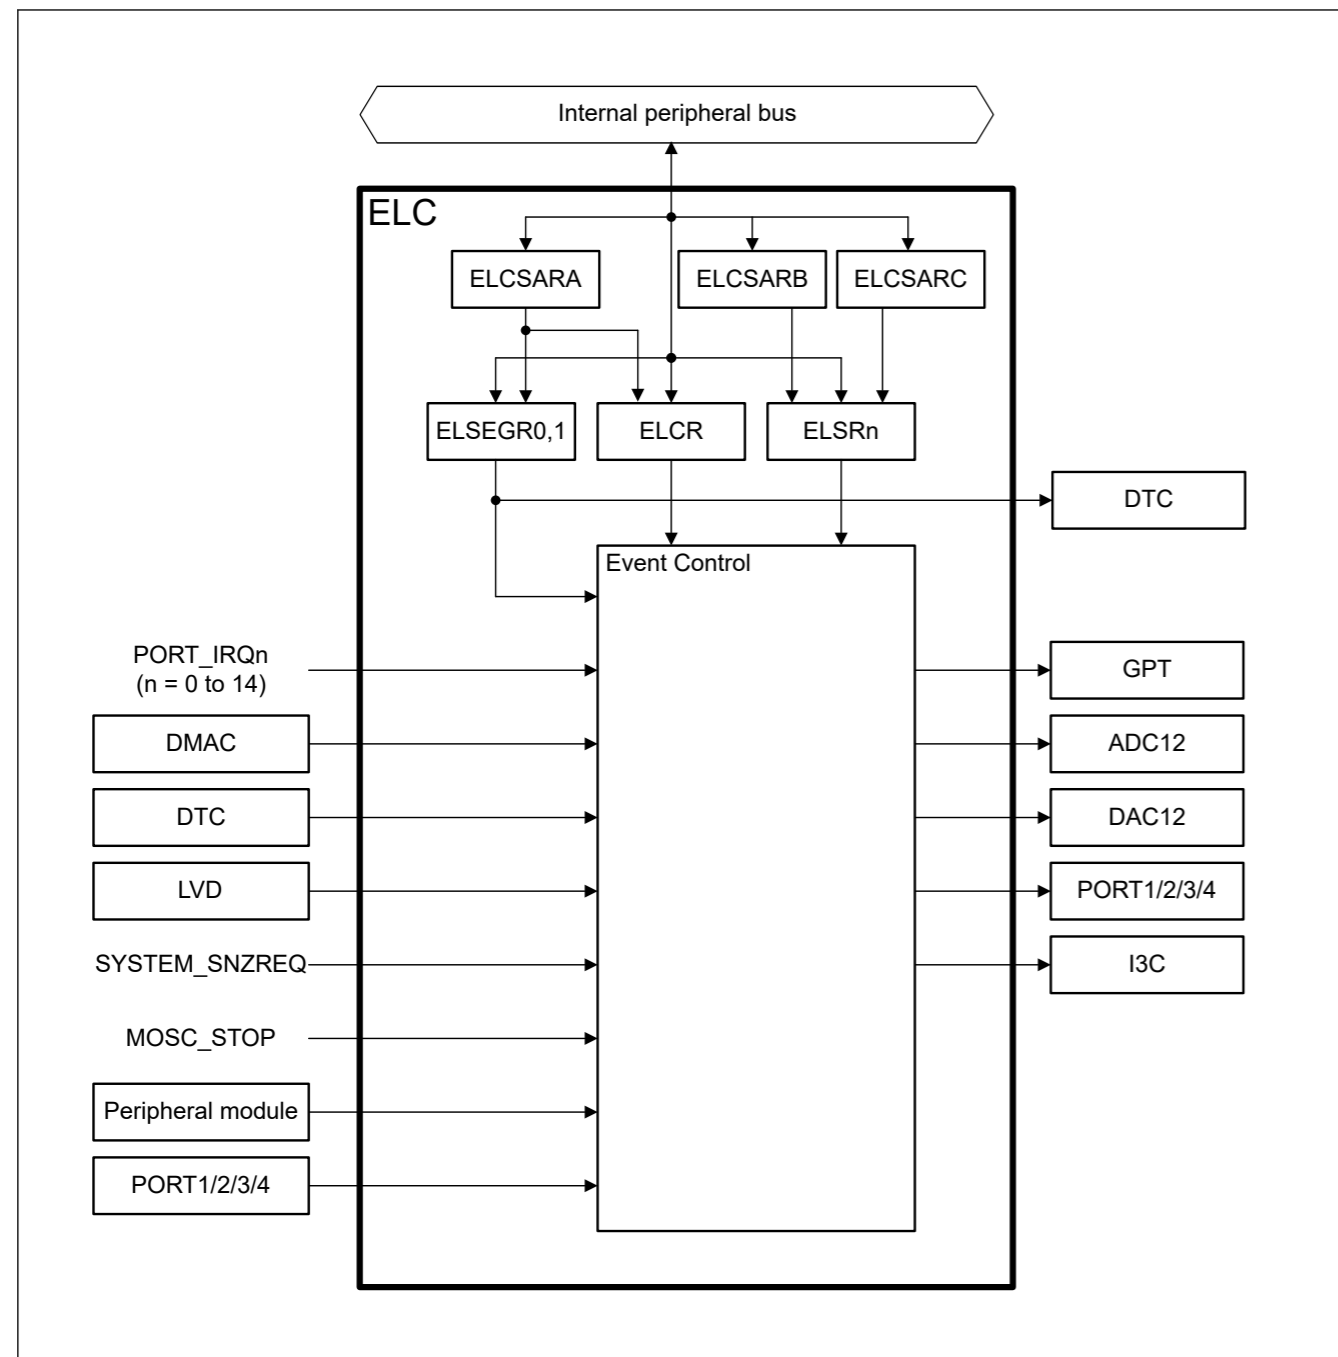 Internal peripheral bus
ELC
ELCSARA
ELCSARB
ELCSARC
ELSEGR0,1
ELCR
ELSRn
DTC
Event Control
PORT_IRQn
(n = 0 to 14)
GPT
DMAC
ADC12
DTC
DAC12
LVD
PORT1/2/3/4
SYSTEM_SNZREQ
I3C
MOSC_STOP
Peripheral module
PORT1/2/3/4